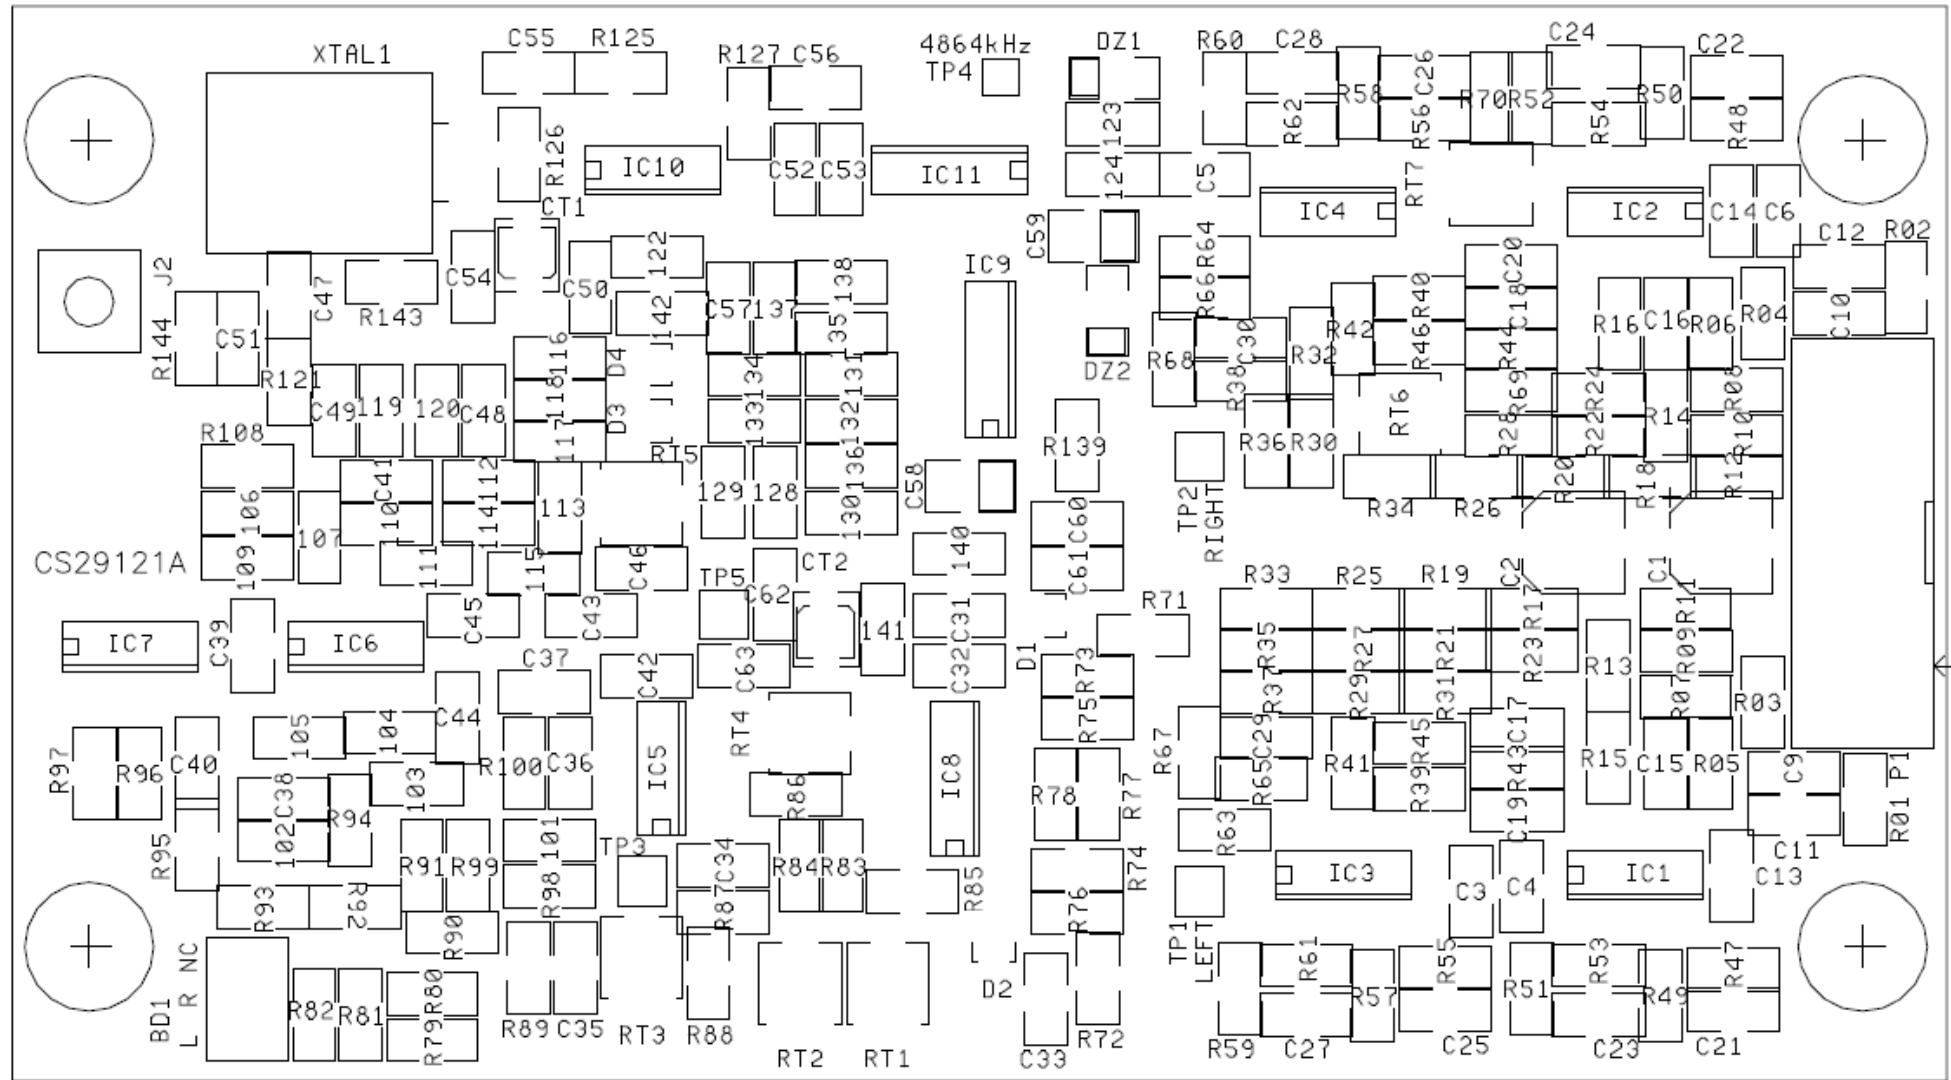 XTAL1
C55
R125
R127
C56
4864kHz
TP4
DZ1
R60
C28
R58
C26
R70
R52
C24
R50
C22
R62
R56
R54
R48
123
124
C5
R126
IC10
C52
C53
IC11
IC4
RT7
IC2
C14
C6
CT1
C59
R64
R66
C20
C12
R02
J2
C47
R143
C54
C50
122
142
C57
137
138
135
IC9
DZ2
R68
C30
R38
R32
R42
R40
R46
C18
R44
R16
C16
R06
R04
C10
R144
C51
R121
116
118
117
D4
D3
134
131
133
132
R69
R24
R08
C49
119
120
C48
R139
R36
R30
RT6
R28
R22
R14
R10
R108
C41
112
RT5
136
C58
TP2
RIGHT
R34
R26
R20
R18
R12
106
107
110
114
113
129
128
130
C60
C61
CS29121A
109
111
115
C46
140
TP5
C62
CT2
C2
C1
C45
C43
141
C31
C32
R71
R33
R25
R19
R17
R11
IC7
C39
IC6
C37
C42
C63
D1
R73
R75
R35
R27
R21
R23
R13
R09
R37
R29
R31
R07
R03
C44
105
104
RT4
R67
C29
R65
R41
R45
R39
C17
R43
C19
R15
C15
R05
C9
R97
R96
C40
C38
103
R100
C36
IC5
R86
IC8
R78
R77
R63
R01
P1
R95
102
R94
R91
R99
101
R98
TP3
C34
R87
R84
R83
R85
R74
R76
IC3
C3
C4
IC1
C11
C13
R93
R92
R90
TP1
LEFT
BD1
L R NC
R82
R81
R80
R79
R89
C35
RT3
R88
RT2
RT1
D2
C33
R72
R59
R61
C27
R57
R55
C25
R51
R53
C23
R49
R47
C21